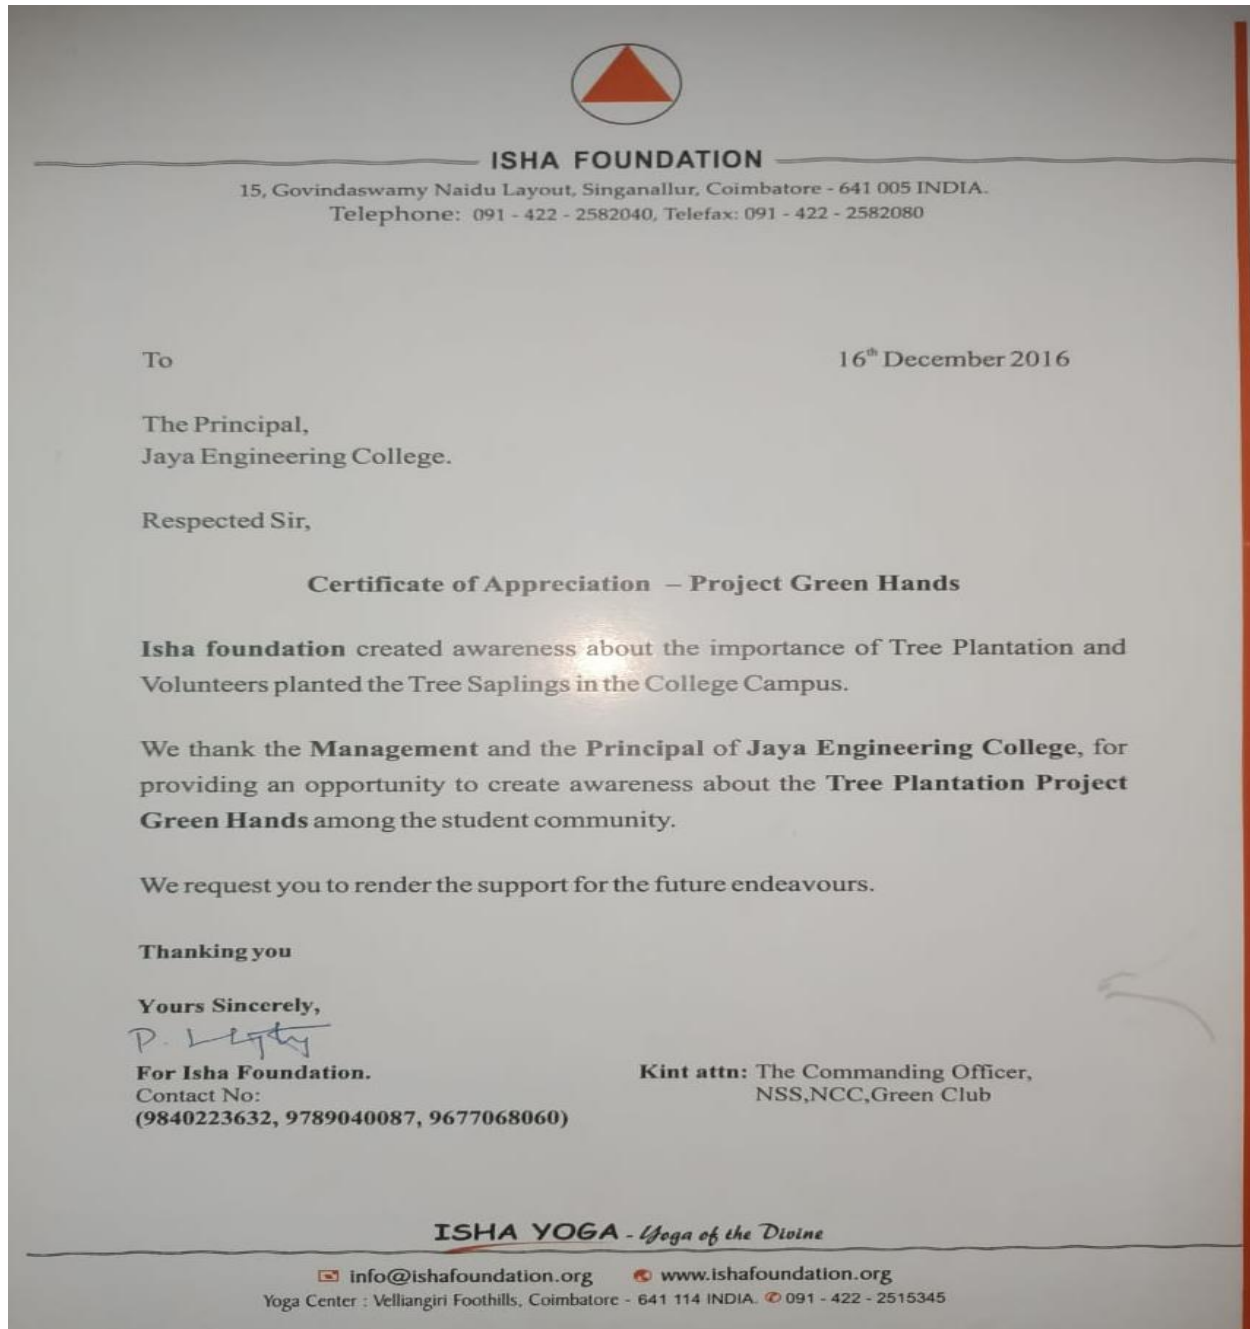 ISHA FOUNDATION
15, Govindaswamy Naidu Layout, Singanallur, Coimbatore - 641 005 INDIA.
Telephone: 091 - 422 - 2582040, Telefax: 091 - 422 - 2582080
To
16th December 2016
The Principal,
Jaya Engineering College.
Respected Sir,
Certificate of Appreciation – Project Green Hands
Isha foundation created awareness about the importance of Tree Plantation and
Volunteers planted the Tree Saplings in the College Campus.
We thank the Management and the Principal of Jaya Engineering College, for
providing an opportunity to create awareness about the Tree Plantation Project
Green Hands among the student community.
We request you to render the support for the future endeavours.
Thanking you
Yours Sincerely,
P.
For Isha Foundation.
Contact No:
(9840223632, 9789040087, 9677068060)
Kint attn: The Commanding Officer,
NSS,NCC,Green Club
ISHA YOGA - Yoga of the Divine
info@ishafoundation.org www.ishafoundation.org
Yoga Center : Velliangiri Foothills, Coimbatore - 641 114 INDIA. 091 - 422 - 2515345